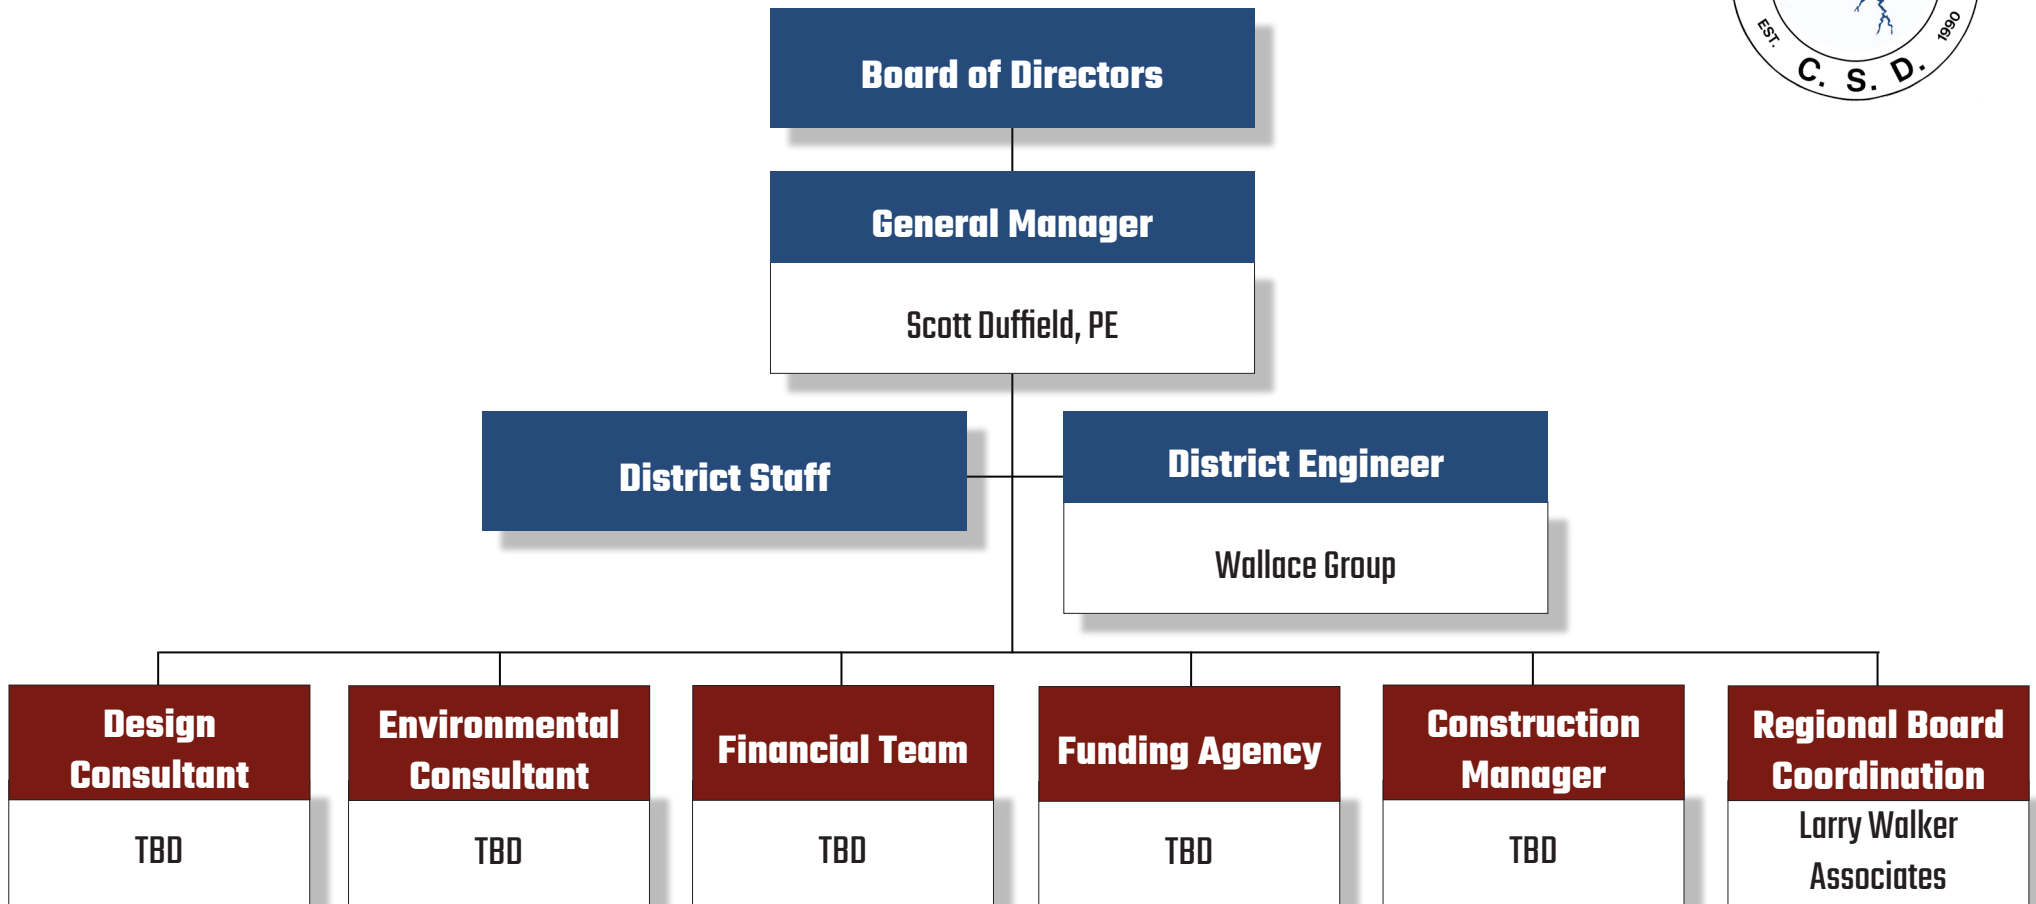 EST. 1990
C. S. D.
Board of Directors
General Manager
Scott Duffield, PE
District Staff
District Engineer
Wallace Group
Design
Consultant
TBD
Environmental
Consultant
TBD
Financial Team
TBD
Funding Agency
TBD
Construction
Manager
TBD
Regional Board
Coordination
Larry Walker
Associates